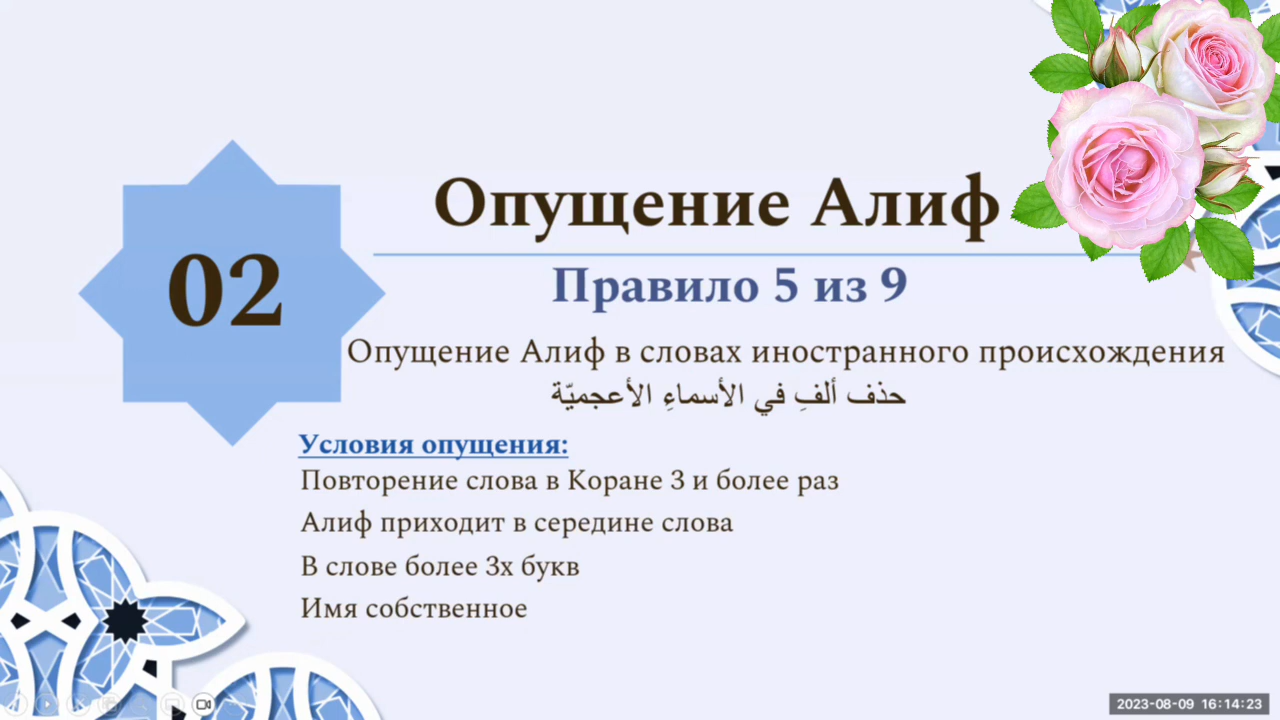 02
Опущение Алиф
Правило 5 из 9
Опущение Алиф в словах иностранного происхождения
حذف ألفِ في الأسماءِ الأعجميّة
Условия опущения:
Повторение слова в Коране 3 и более раз
Алиф приходит в середине слова
В слове более 3х букв
Имя собственное
2023-08-09 16:14:23